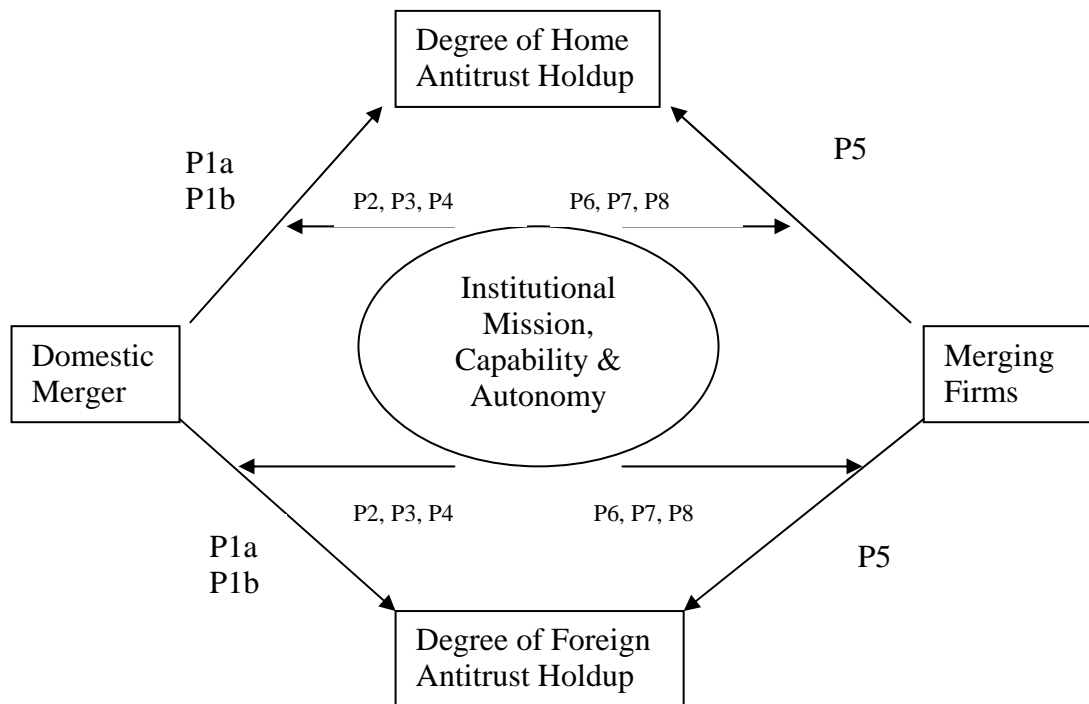 Degree of Home
Antitrust Holdup
P1a
P1b
P5
P2, P3, P4
P6, P7, P8
Institutional
Mission,
Capability &
Autonomy
Domestic
Merger
Merging
Firms
P2, P3, P4
P6, P7, P8
P1a
P1b
P5
Degree of Foreign
Antitrust Holdup